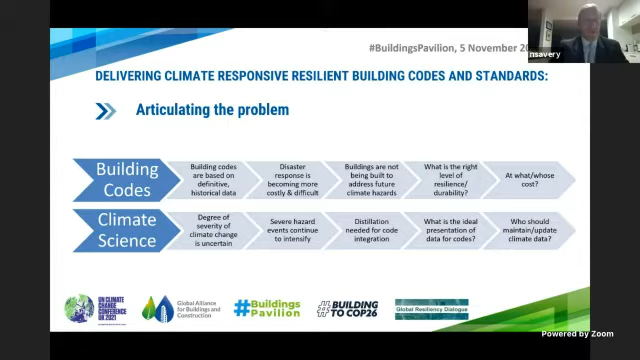 #BuildingsPavilion, 5 November 20
nsavery
DELIVERING CLIMATE RESPONSIVE RESILIENT BUILDING CODES AND STANDARDS:
Articulating the problem
Building
Codes
Building codes
are based on
definitive,
historical data
Disaster
response is
becoming more
costly & difficult
Buildings are not
being built to
address future
climate hazards
What is the right
level of
resilience/
durability?
At what/whose
cost?
Climate
Science
Degree of
severity of
climate change
is uncertain
Severe hazard
events continue
to intensify
Distillation
needed for code
integration
What is the ideal
presentation of
data for codes?
Who should
maintain/update
climate data?
UN CLIMATE
CHANGE
CONFERENCE
UK 2021
Global Alliance
for Buildings and
Construction
#Buildings
Pavilion
#BUILDING
TO COP26
Global Resiliency Dialogue
Powered by Zoom